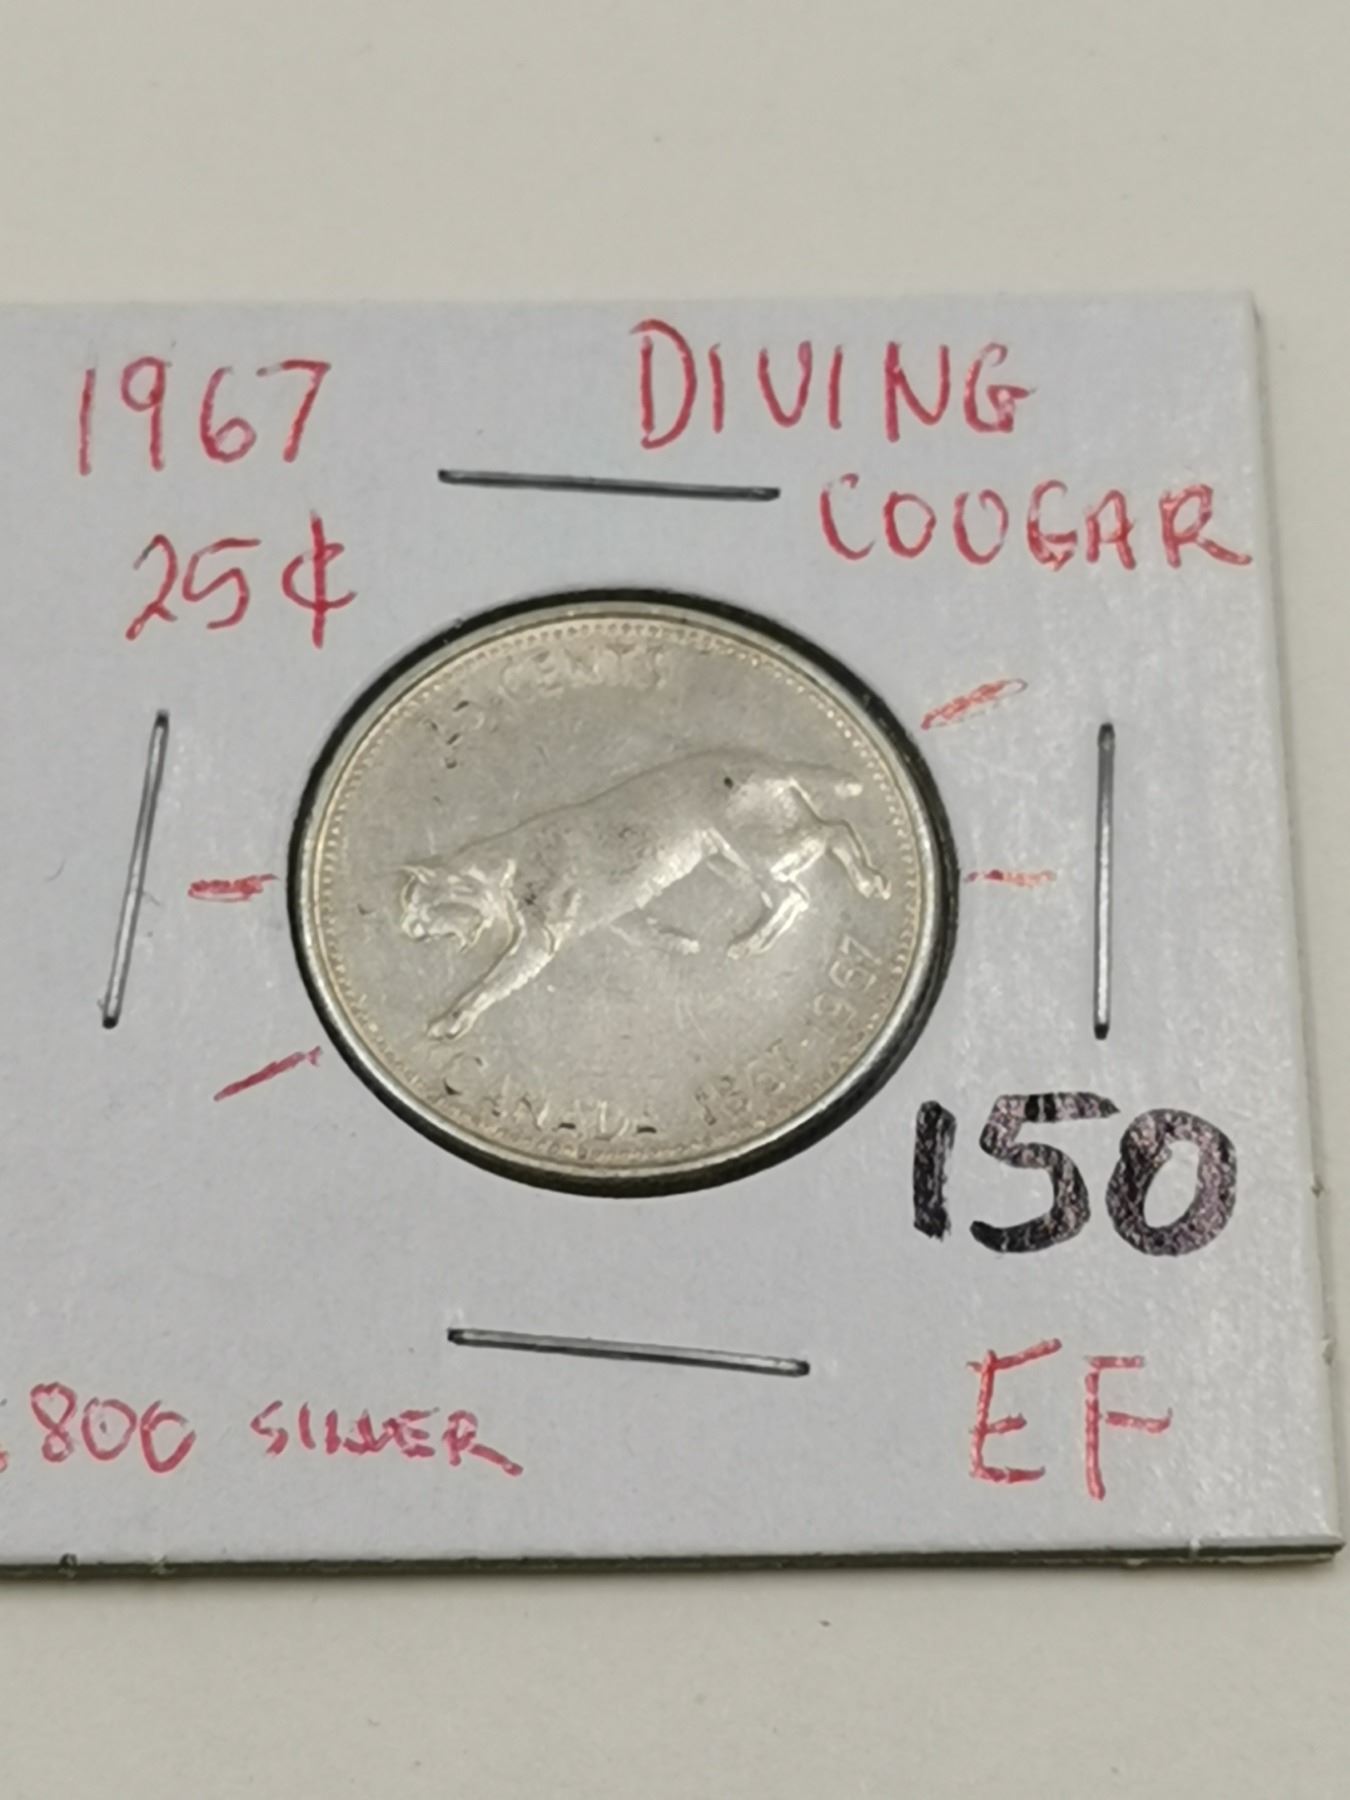 1967
DIVING
25¢
COUGAR
25 CENTS
CANADA 1867-1967
150
.800 SILVER
EF